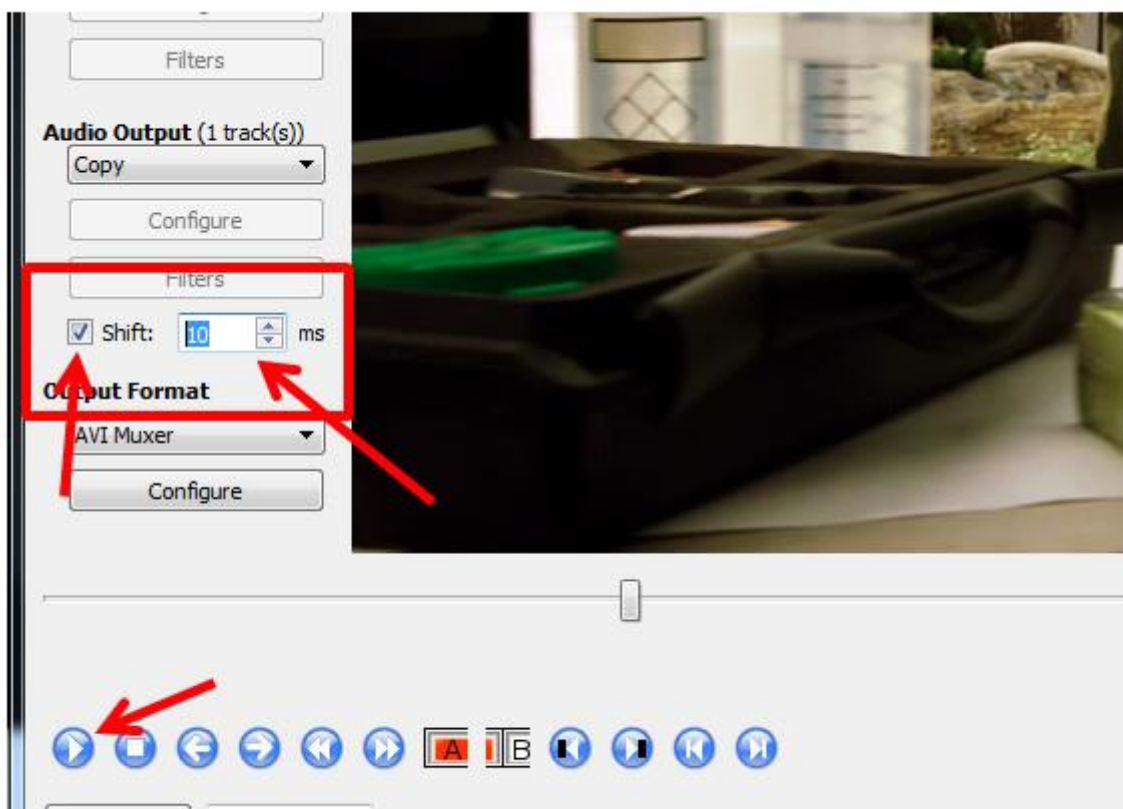 Filters
Audio Output (1 track(s))
Copy
Configure
Filters
Shift: 10 ms
Output Format
AVI Muxer
Configure
A B